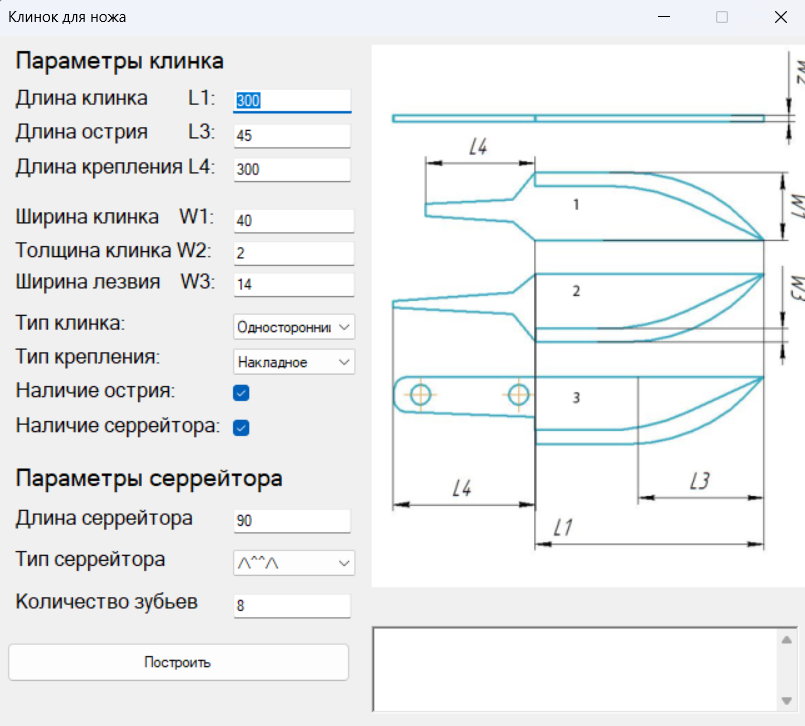 Клинок для ножа
Параметры клинка
Длина клинка L1: 300
Длина острия L3: 45
Длина крепления L4: 300
Ширина клинка W1: 40
Толщина клинка W2: 2
Ширина лезвия W3: 14
Тип клинка: Односторонни
Тип крепления: Накладное
Наличие острия:
Наличие серрейтора:
Параметры серрейтора
Длина серрейтора 90
Тип серрейтора /\^^/\
Количество зубьев 8
Построить
W2
L4
1
W1
2
W3
3
L4
L3
L1